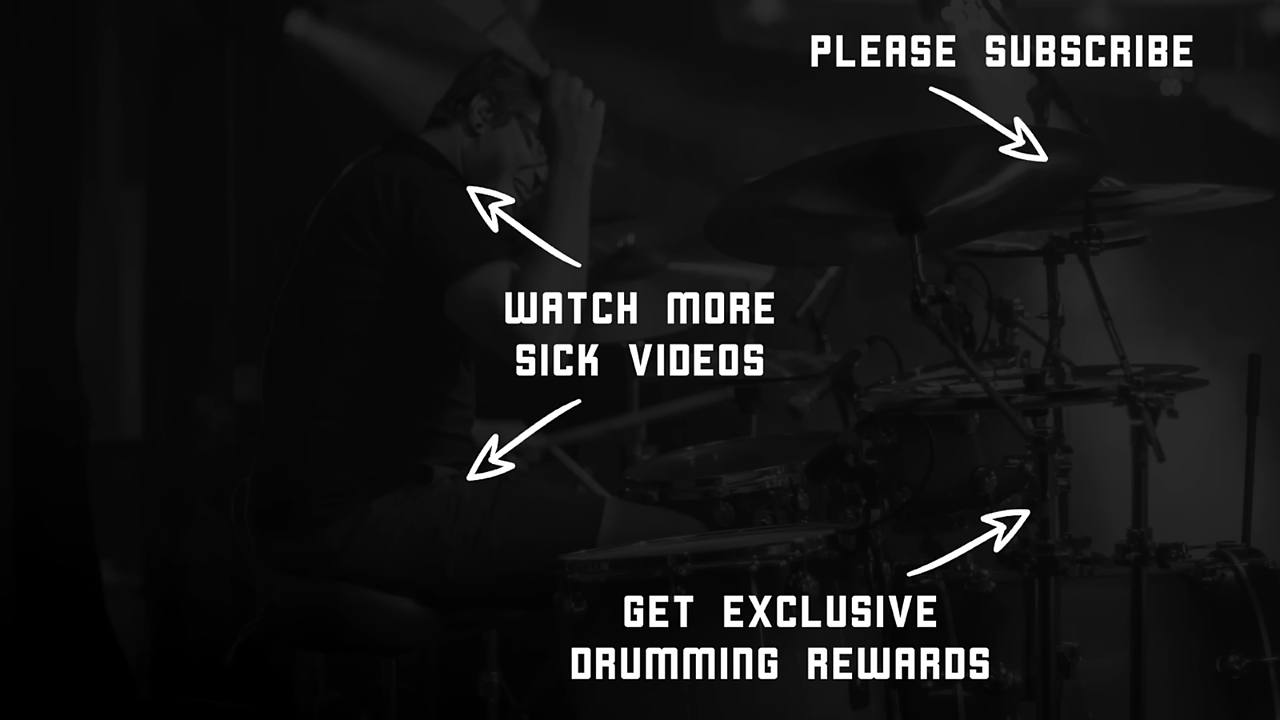 PLEASE SUBSCRIBE
WATCH MORE
SICK VIDEOS
GET EXCLUSIVE
DRUMMING REWARDS